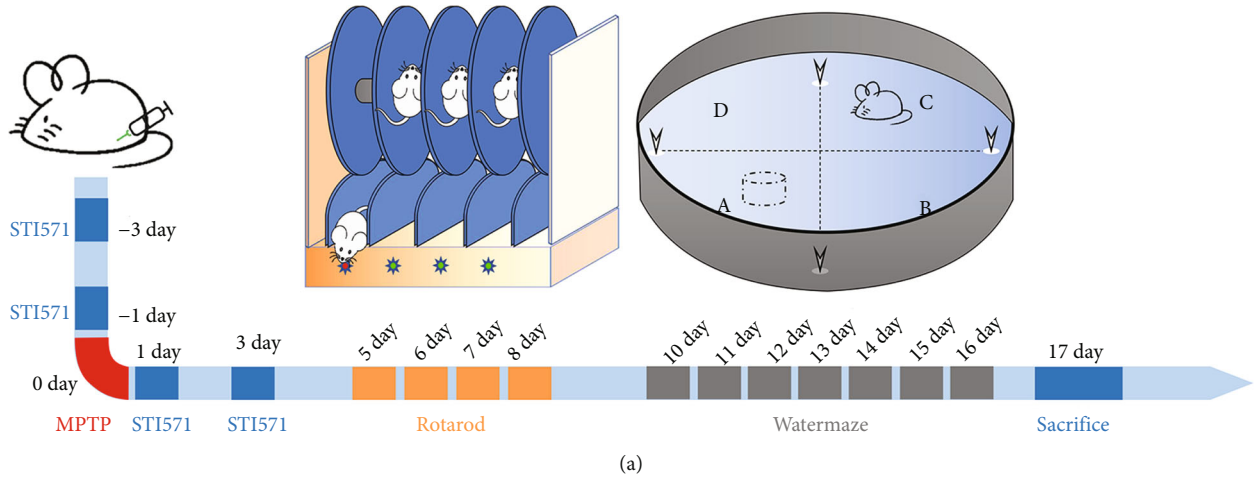 D
C
A
B
STI571
−3 day
STI571
−1 day
0 day
MPTP
1 day
3 day
5 day
6 day
7 day
8 day
10 day
11 day
12 day
13 day
14 day
15 day
16 day
17 day
STI571
STI571
Rotarod
Watermaze
Sacrifice
(a)